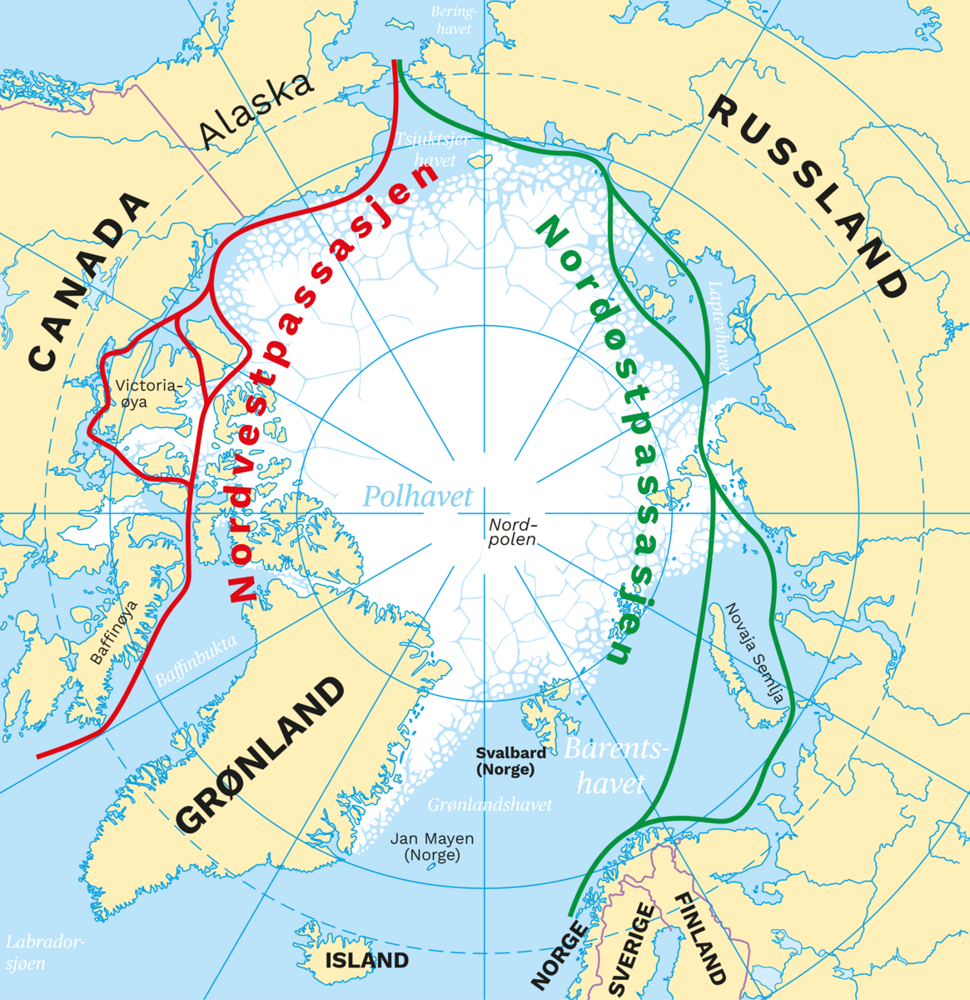 Bering-
havet
Alaska
RUSSLAND
Tsjuktsjer-
havet
CANADA
Nordvestpassasjen
Nordøstpassasjen
Laptevhavet
Victoria-
øya
Polhavet
Nord-
polen
Baffinøya
Baffinbukta
Novaja Semlja
GRØNLAND
Svalbard
(Norge)
Barents-
havet
Grønlandshavet
Jan Mayen
(Norge)
Labrador-
sjøen
ISLAND
NORGE
SVERIGE
FINLAND